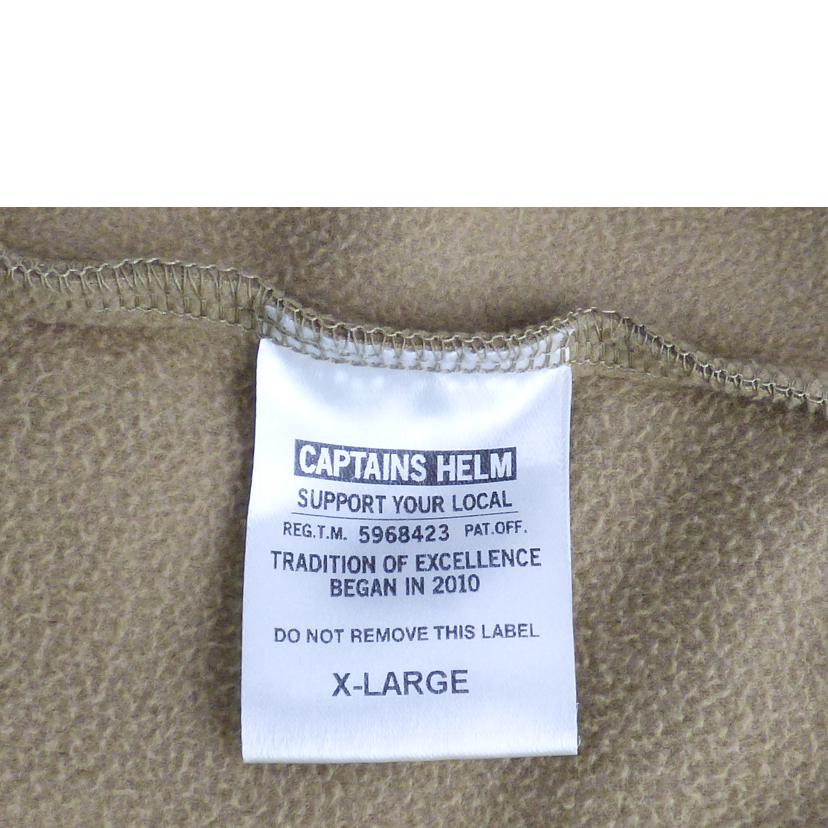 CAPTAINS HELM
SUPPORT YOUR LOCAL
REG.T.M. 5968423 PAT.OFF.
TRADITION OF EXCELLENCE
BEGAN IN 2010
DO NOT REMOVE THIS LABEL
X-LARGE